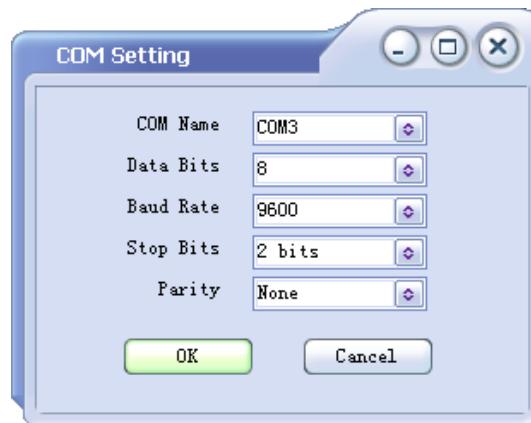 COM Setting
COM Name COM3
Data Bits 8
Baud Rate 9600
Stop Bits 2 bits
Parity None
OK Cancel